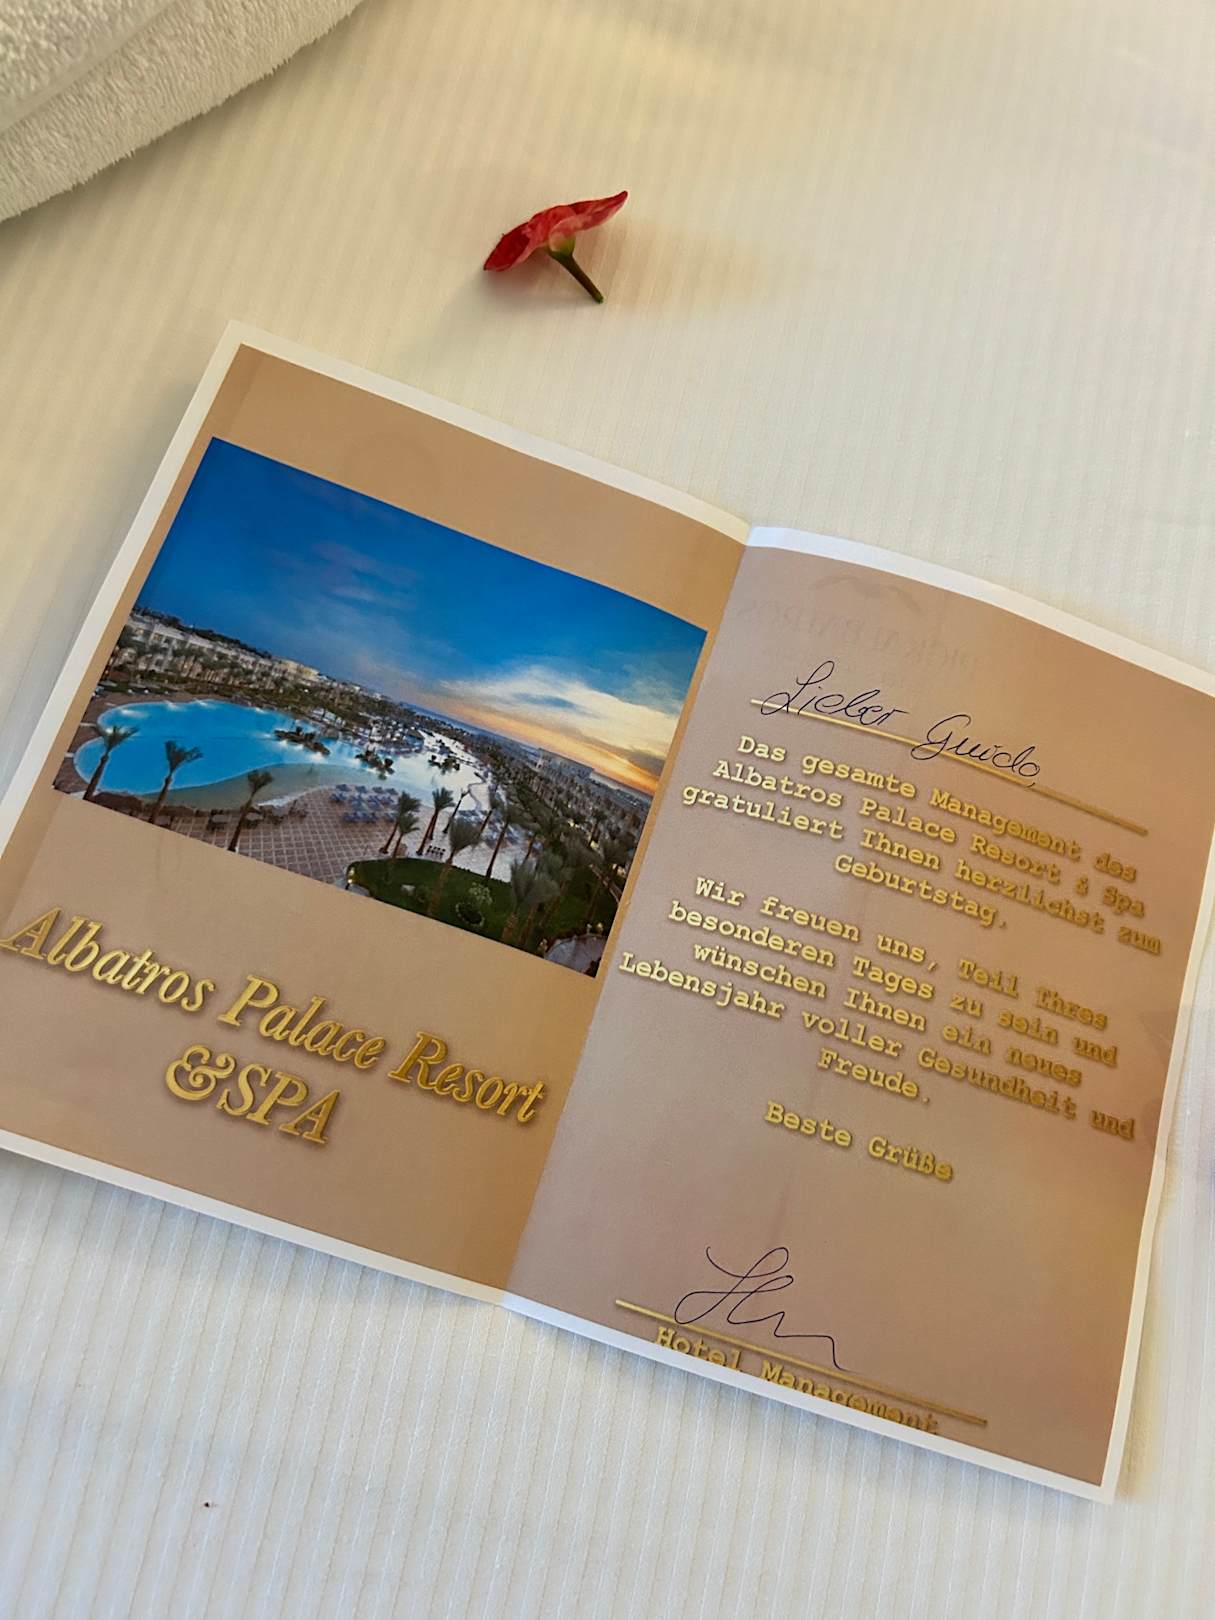 Albatros Palace Resort
&SPA
Lieber Guido
Das gesamte Management des
Albatros Palace Resort & Spa
gratuliert Ihnen herzlichst zum
Geburtstag.
Wir freuen uns, Teil Ihres
besonderen Tages zu sein und
wünschen Ihnen ein neues
Lebensjahr voller Gesundheit und
Freude.
Beste Grüße
Hotel Management